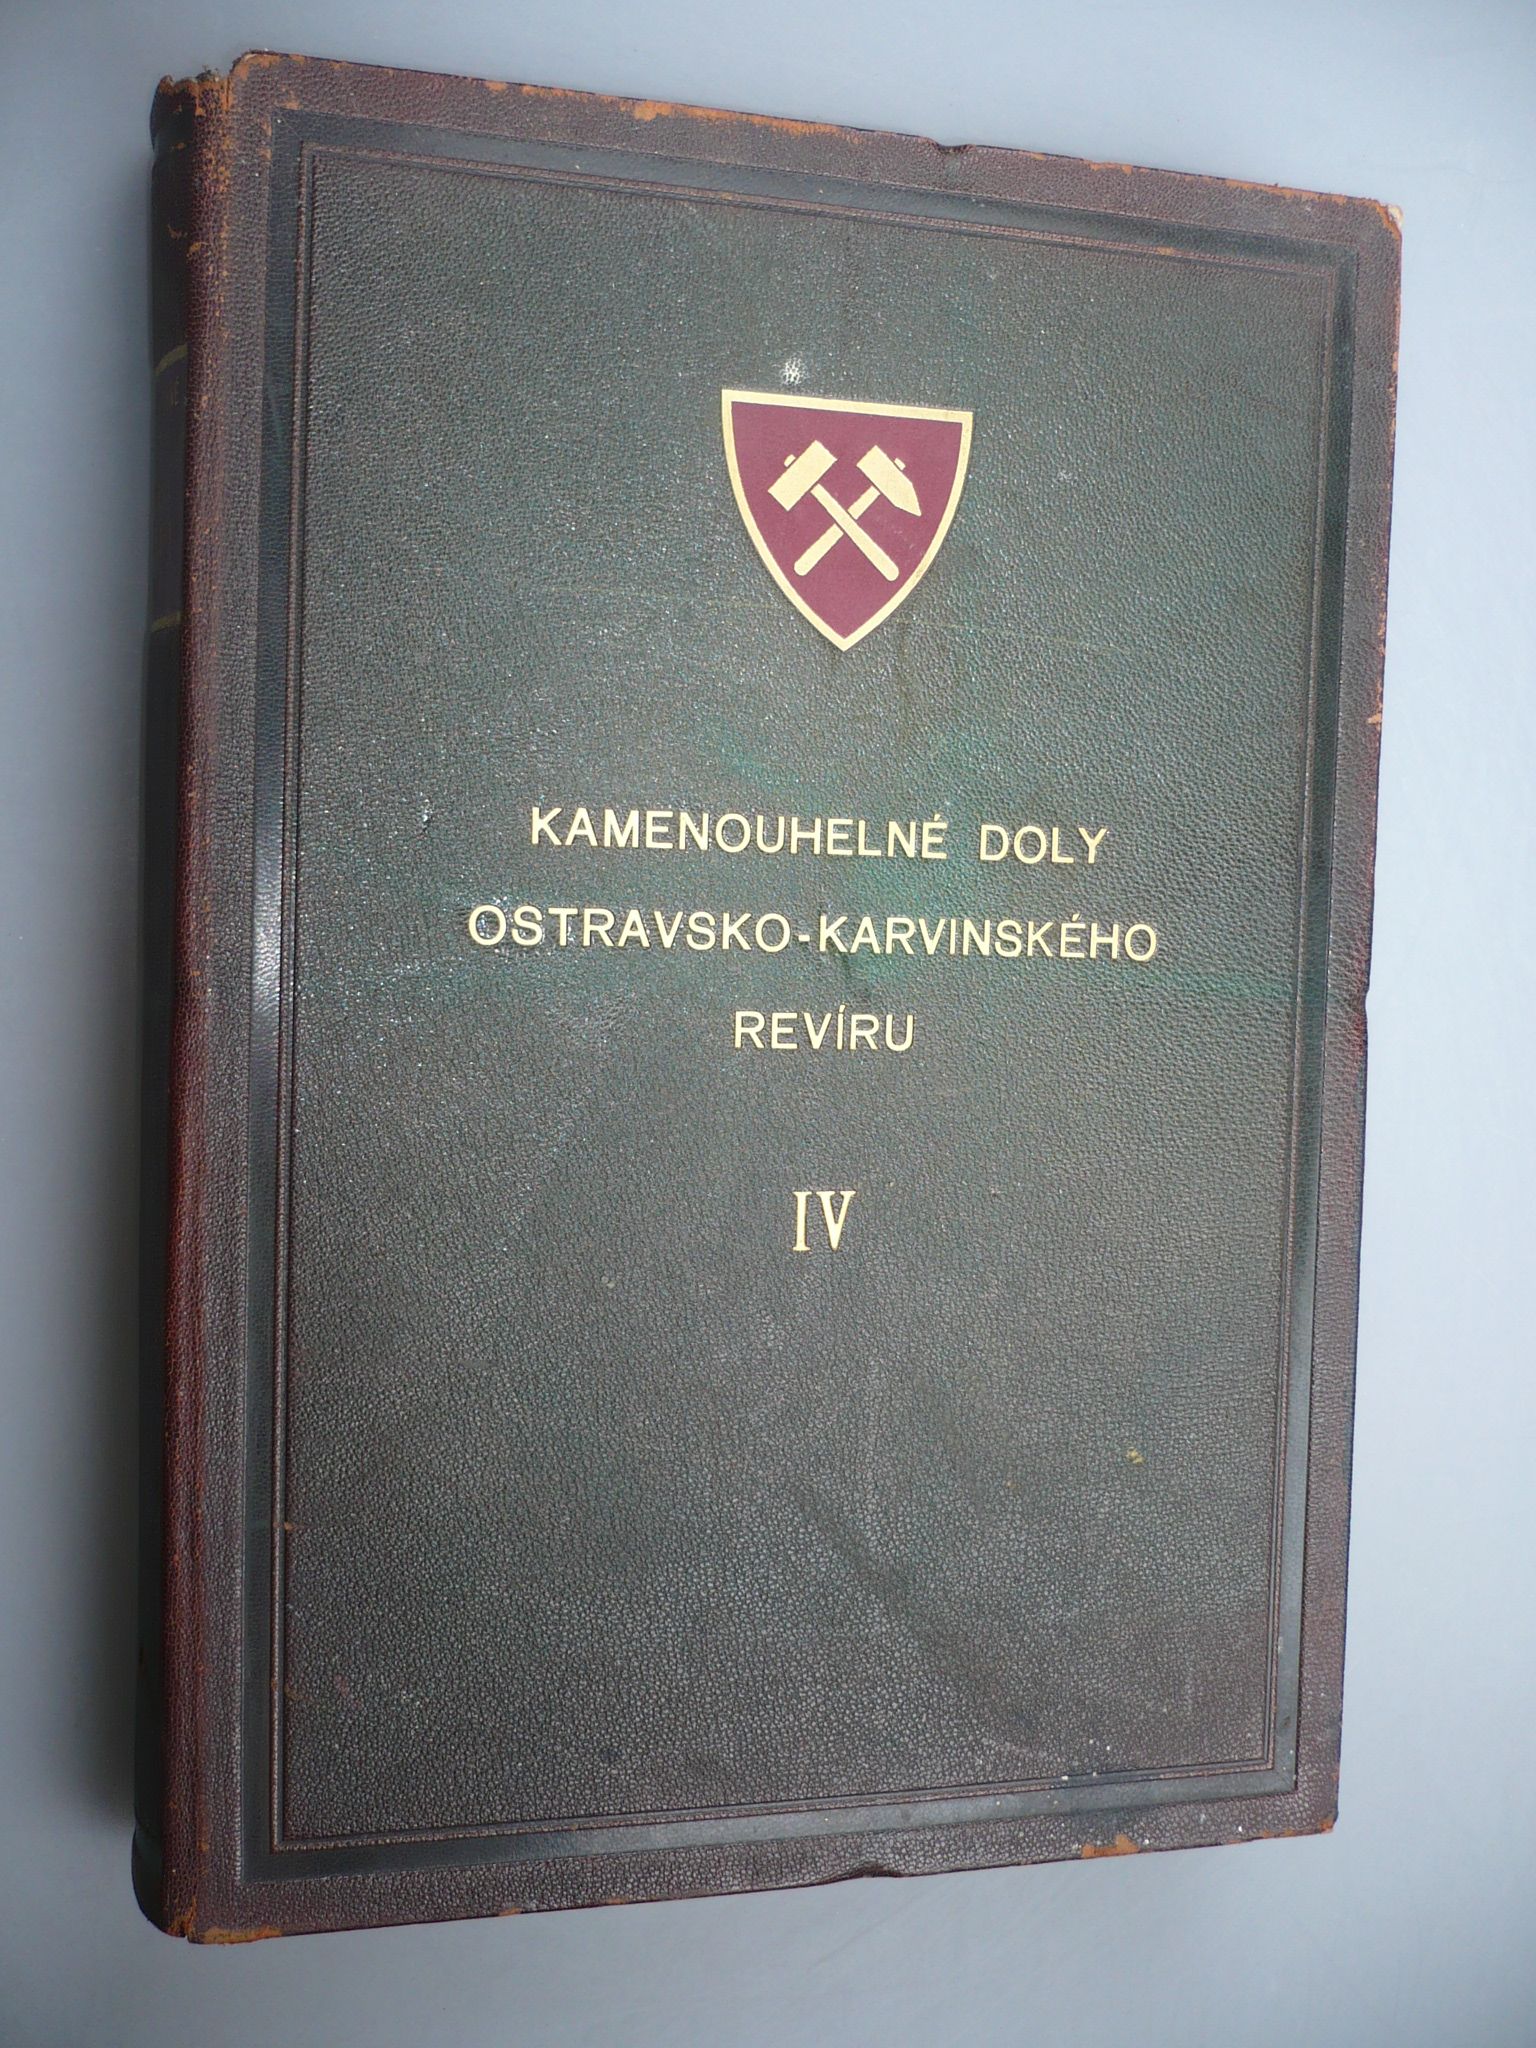 KAMENOUHELNÉ DOLY
OSTRAVSKO-KARVINSKÉHO
REVÍRU
IV